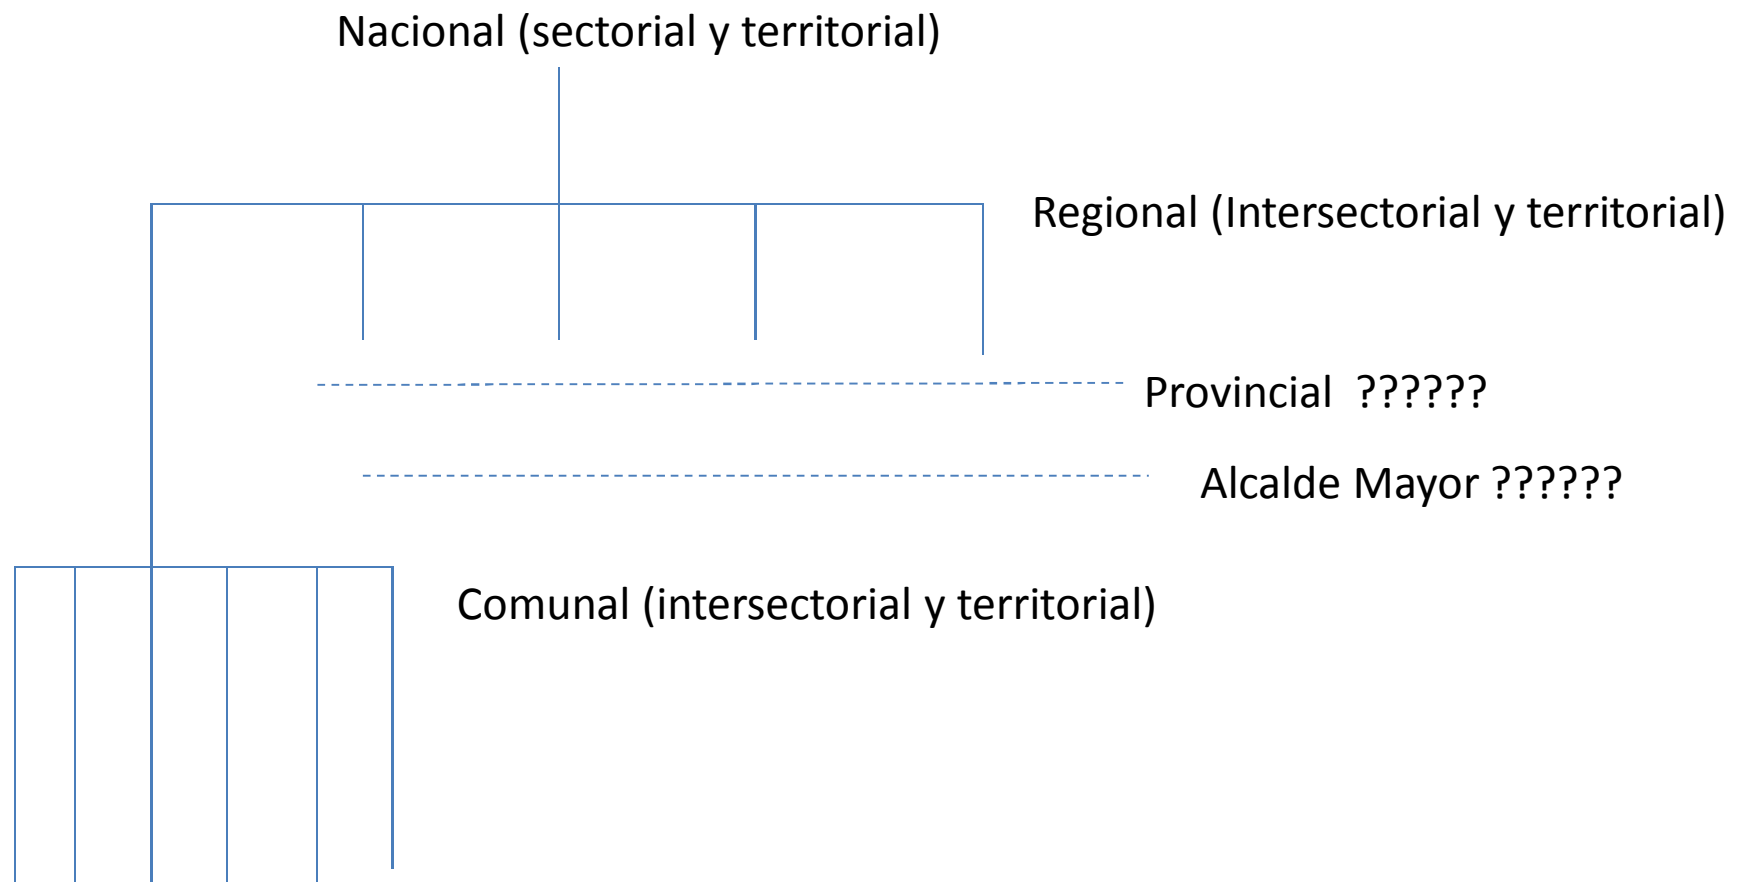 Nacional (sectorial y territorial)
Regional (Intersectorial y territorial)
Provincial ??????
Alcalde Mayor ??????
Comunal (intersectorial y territorial)